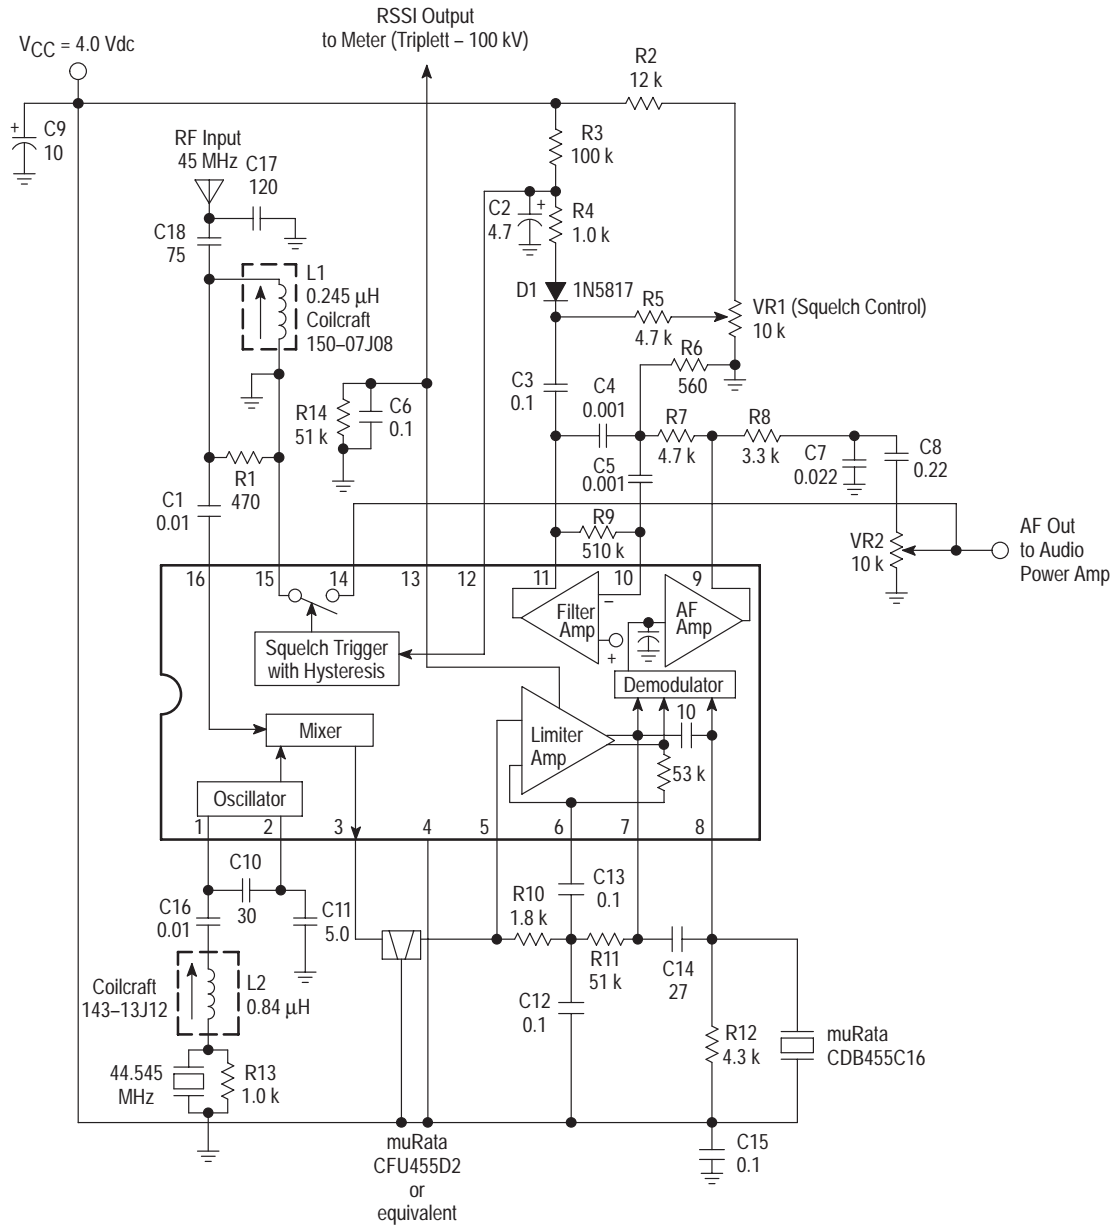 RSSI Output
to Meter (Triplett – 100 kV)
VCC = 4.0 Vdc
R2
12 k
+
C9
10
RF Input
45 MHz
C17
120
R3
100 k
C2
4.7
+
R4
1.0 k
C18
75
L1
0.245 µH
Coilcraft
150–07J08
D1
1N5817
R5
4.7 k
VR1 (Squelch Control)
10 k
R6
560
C3
0.1
C4
0.001
R14
51 k
C6
0.1
R7
4.7 k
R8
3.3 k
C7
0.022
C8
0.22
C5
0.001
R1
470
C1
0.01
R9
510 k
VR2
10 k
AF Out
to Audio
Power Amp
16
15
14
13
12
11
10
9
Filter
Amp
–
+
AF
Amp
Squelch Trigger
with Hysteresis
Demodulator
10
Mixer
Limiter
Amp
53 k
Oscillator
1
2
3
4
5
6
7
8
C10
30
C16
0.01
C11
5.0
C13
0.1
R10
1.8 k
R11
51 k
C14
27
Coilcraft
143–13J12
L2
0.84 µH
C12
0.1
R12
4.3 k
muRata
CDB455C16
44.545
MHz
R13
1.0 k
muRata
CFU455D2
or
equivalent
C15
0.1